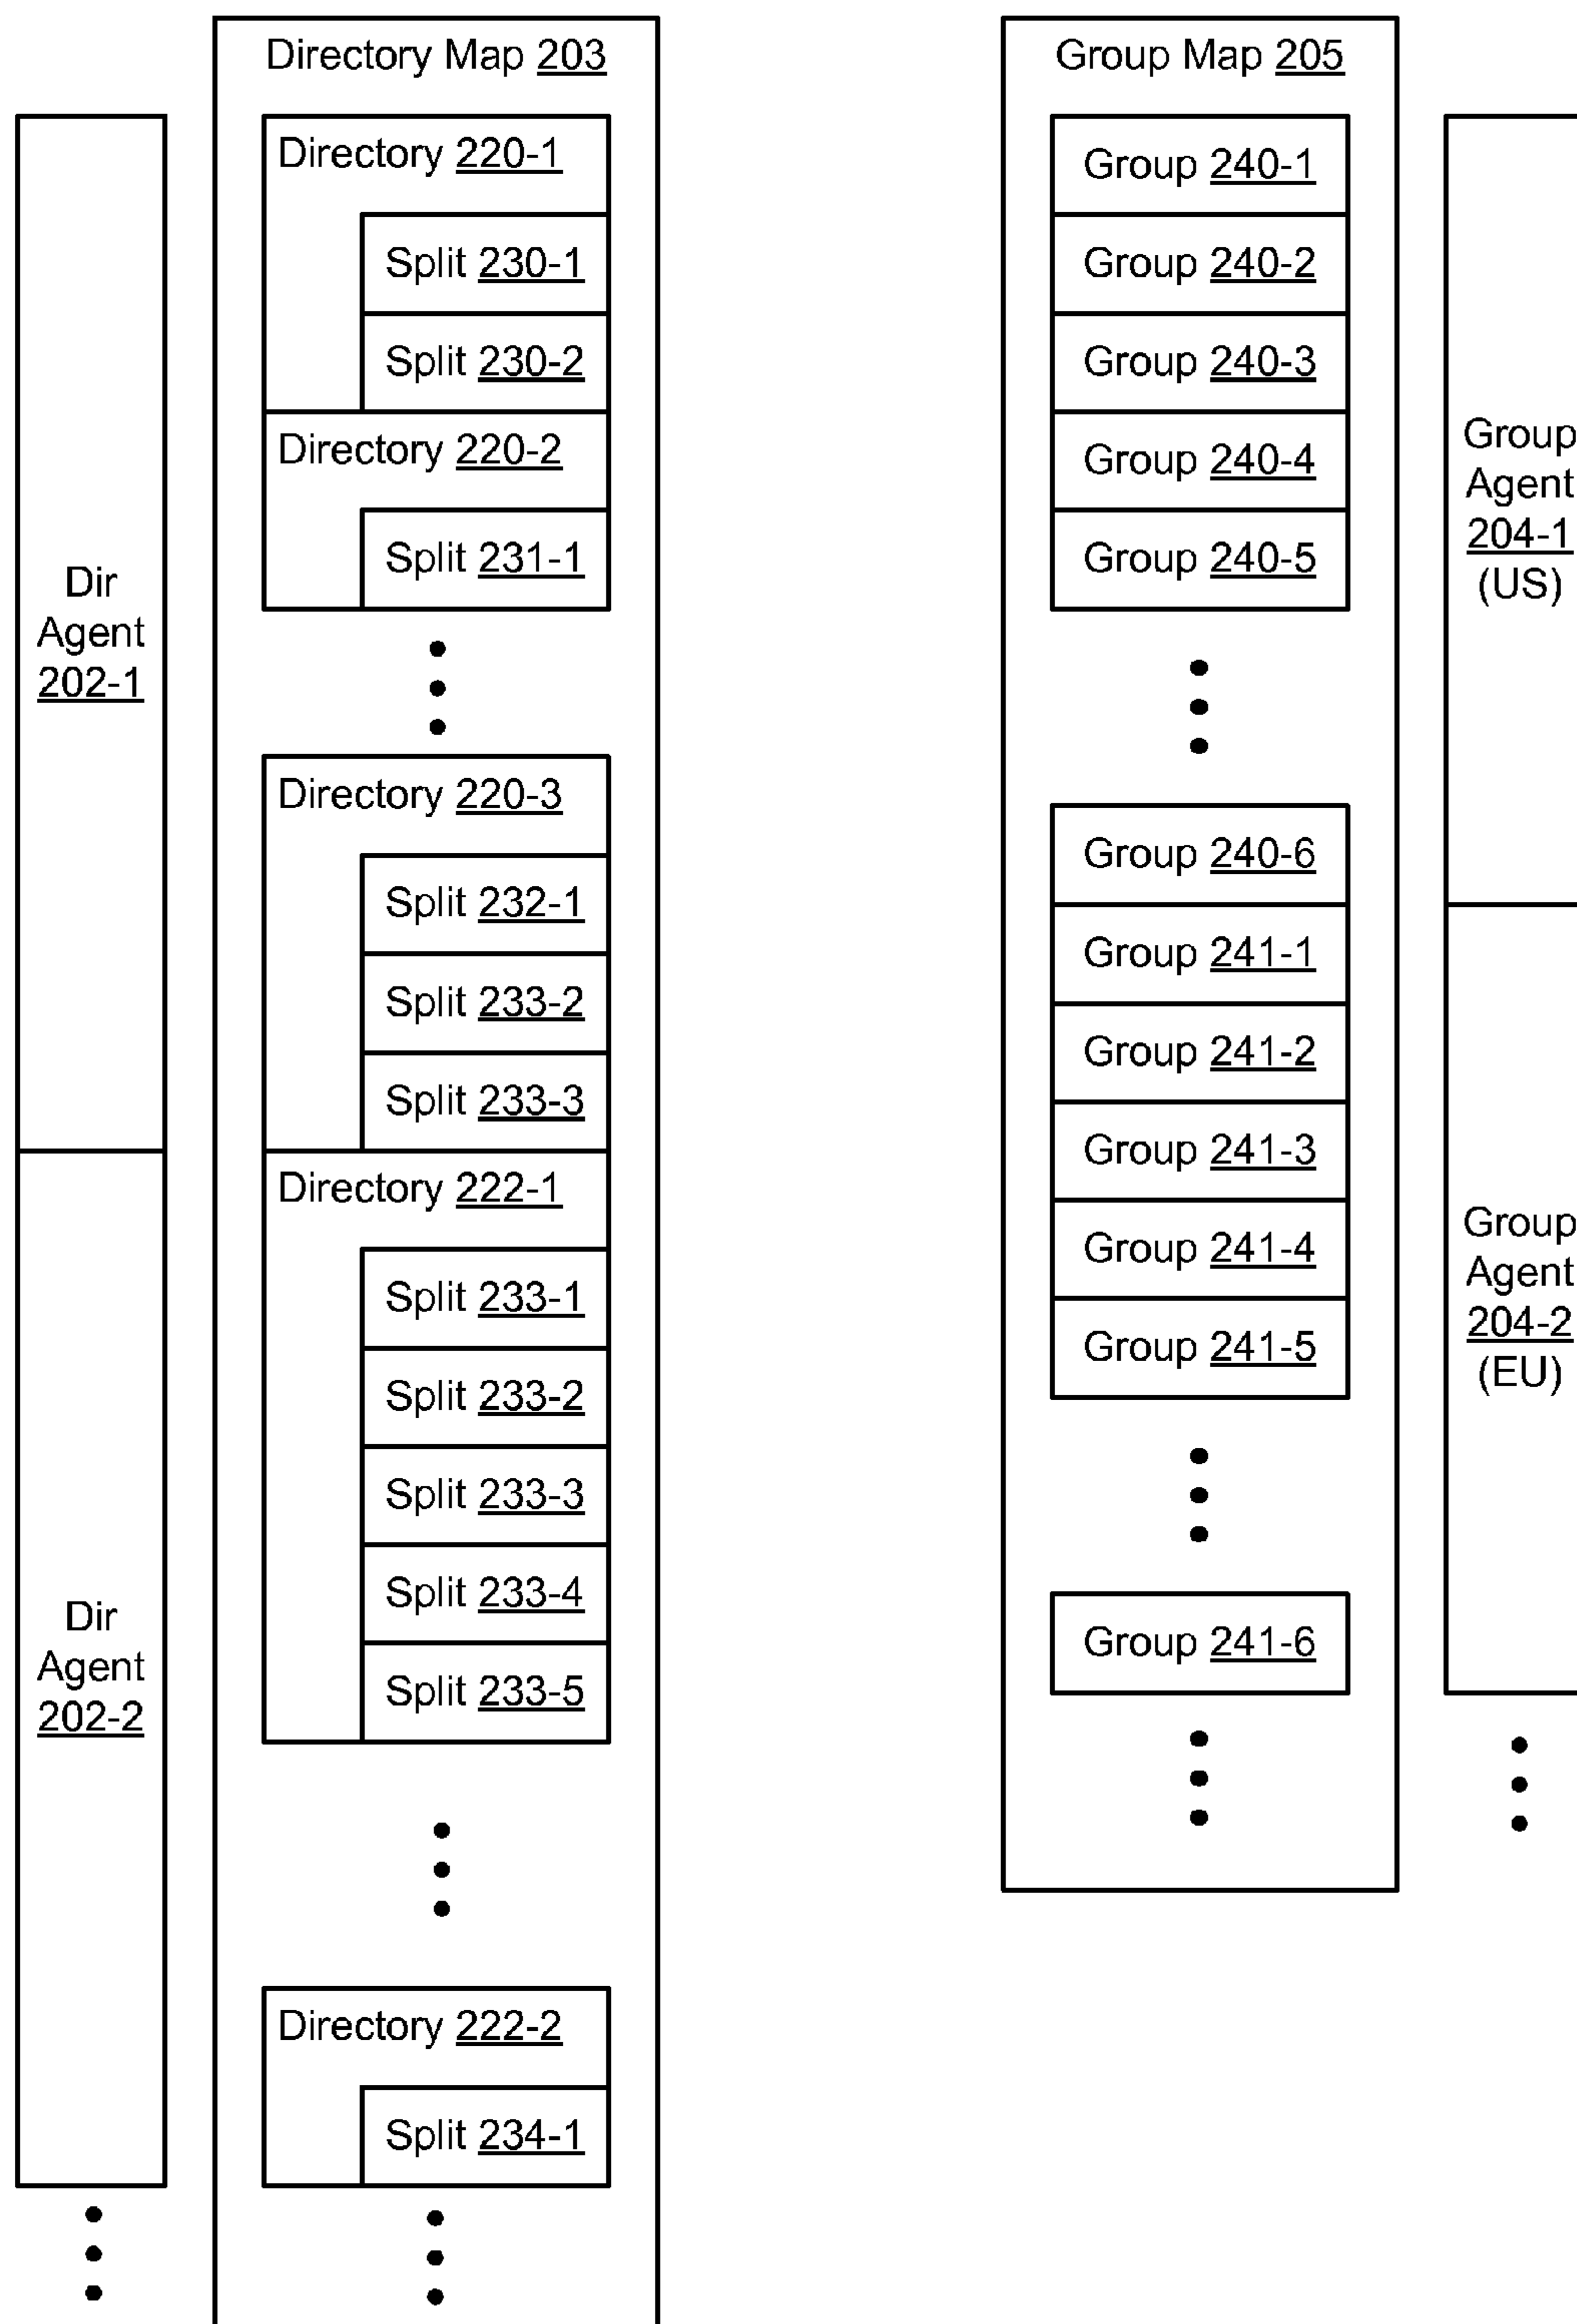 Directory Map 203
Directory 220-1
Split 230-1
Split 230-2
Directory 220-2
Split 231-1
Directory 220-3
Split 232-1
Split 233-2
Split 233-3
Directory 222-1
Split 233-1
Split 233-2
Split 233-3
Split 233-4
Split 233-5
Directory 222-2
Split 234-1
Dir
Agent
202-1
Dir
Agent
202-2
Group Map 205
Group 240-1
Group 240-2
Group 240-3
Group 240-4
Group 240-5
Group 240-6
Group 241-1
Group 241-2
Group 241-3
Group 241-4
Group 241-5
Group 241-6
Group
Agent
204-1
(US)
Group
Agent
204-2
(EU)